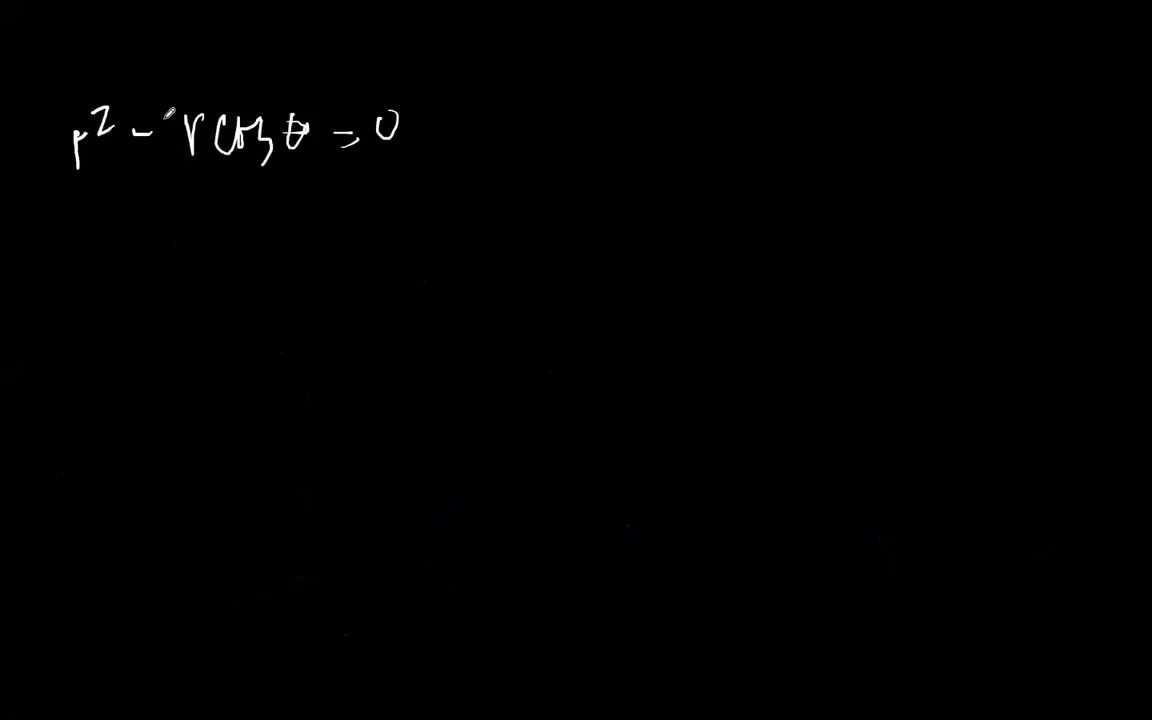 r² - r cos θ = 0